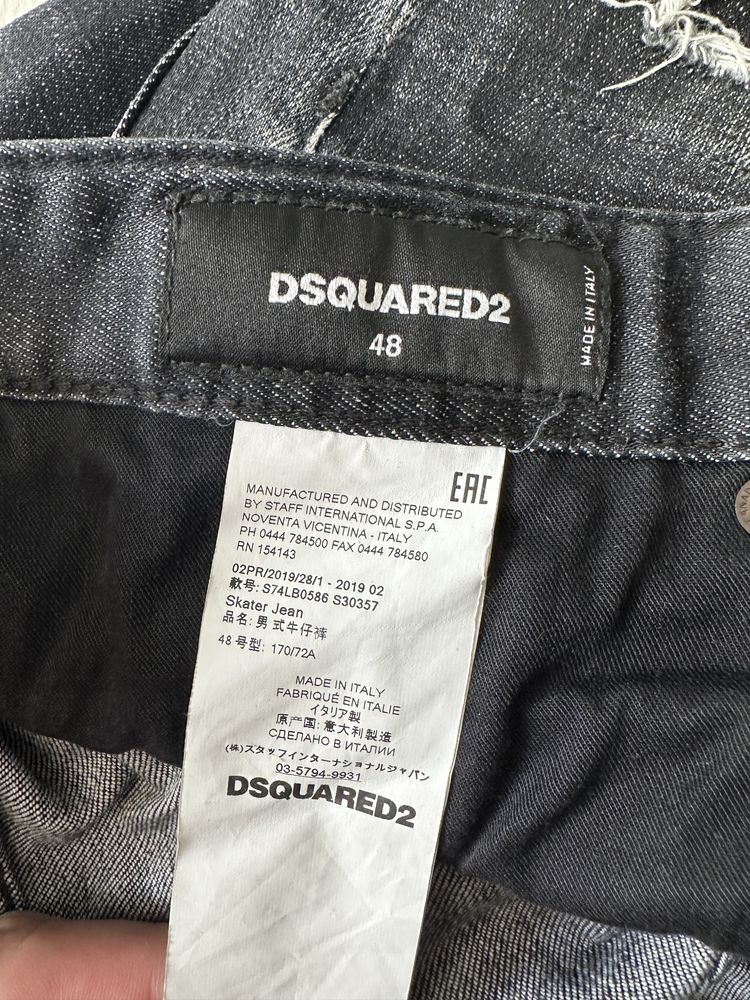 DSQUARED2
48
MADE IN ITALY
EAC
MANUFACTURED AND DISTRIBUTED
BY STAFF INTERNATIONAL S.P.A.
NOVENTA VICENTINA - ITALY
PH 0444 784500 FAX 0444 784580
RN 154143
02PR/2019/28/1 - 2019 02
款号: S74LB0586 S30357
Skater Jean
品名: 男式牛仔裤
48 号型: 170/72A
MADE IN ITALY
FABRIQUÉ EN ITALIE
イタリア製
原产国: 意大利製造
СДЕЛАНО В ИТАЛИИ
(株)スタッフインターナショナルジャパン
03-5794-9931
DSQUARED2